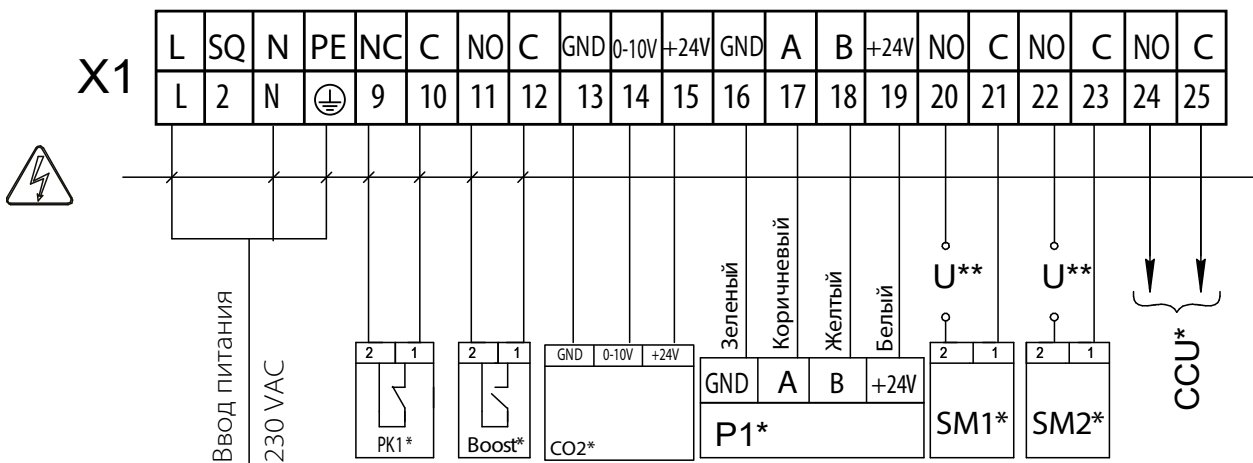 X1
L SQ N PE NC C NO C GND 0-10V +24V GND A B +24V NO C NO C NO C
L 2 N 9 10 11 12 13 14 15 16 17 18 19 20 21 22 23 24 25
Ввод питания
230 VAC
Зеленый
Коричневый
Желтый
Белый
U**
U**
2 1
PK1*
2 1
Boost*
GND 0-10V +24V
CO2*
GND A B +24V
P1*
2 1
SM1*
2 1
SM2*
CCU*